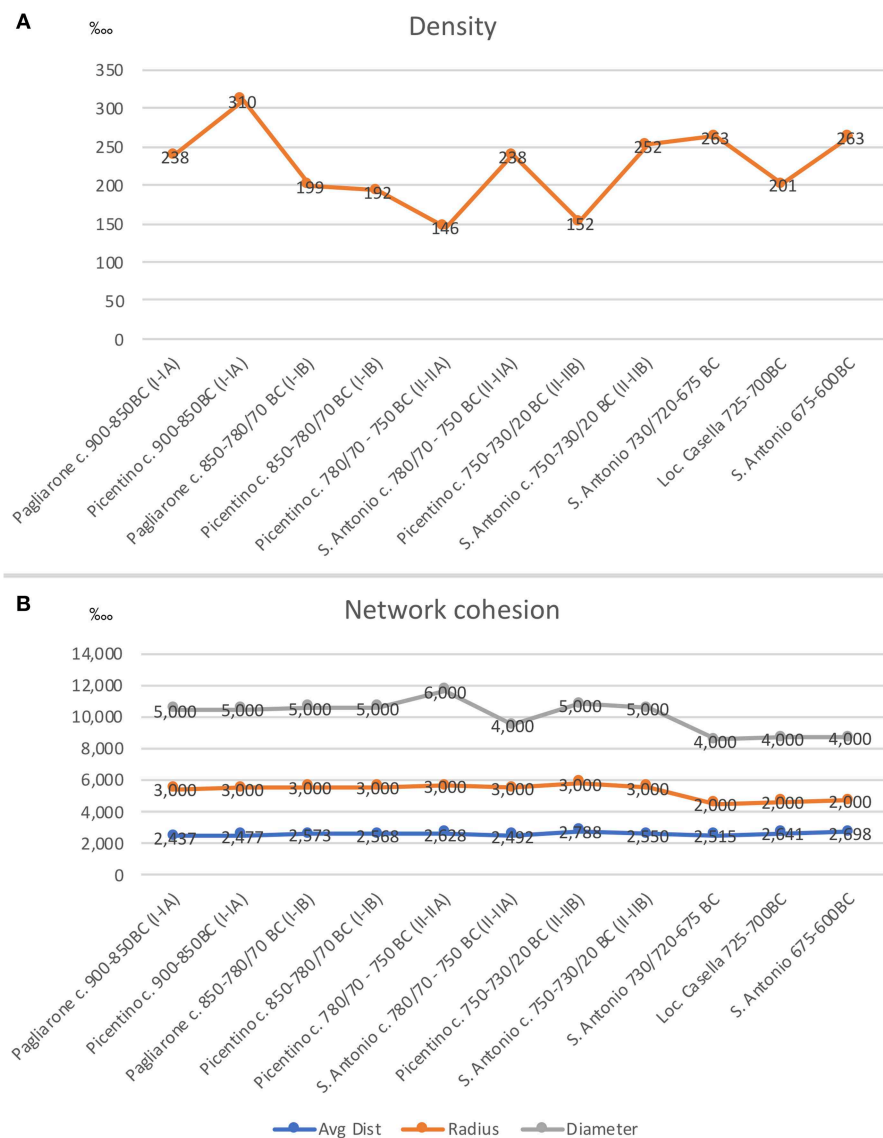 A
‱
Density
350
300
250
200
150
100
50
0
238
310
199
192
146
238
152
252
263
201
263
Pagliarone c. 900-850BC (I-IA)
Picentino c. 900-850BC (I-IA)
Pagliarone c. 850-780/70 BC (I-IB)
Picentino c. 850-780/70 BC (I-IB)
Picentino c. 780/70 - 750 BC (II-IIA)
S. Antonio c. 780/70 - 750 BC (II-IIA)
Picentino c. 750-730/20 BC (II-IIB)
S. Antonio c. 750-730/20 BC (II-IIB)
S. Antonio 730/720-675 BC
Loc. Casella 725-700BC
S. Antonio 675-600BC
B
‱
Network cohesion
14,000
12,000
10,000
8,000
6,000
4,000
2,000
0
5,000 5,000 5,000 5,000 6,000 4,000 5,000 5,000 4,000 4,000 4,000
3,000 3,000 3,000 3,000 3,000 3,000 3,000 3,000 2,000 2,000 2,000
2,437 2,477 2,573 2,568 2,628 2,492 2,788 2,550 2,515 2,641 2,698
Pagliarone c. 900-850BC (I-IA)
Picentino c. 900-850BC (I-IA)
Pagliarone c. 850-780/70 BC (I-IB)
Picentino c. 850-780/70 BC (I-IB)
Picentino c. 780/70 - 750 BC (II-IIA)
S. Antonio c. 780/70 - 750 BC (II-IIA)
Picentino c. 750-730/20 BC (II-IIB)
S. Antonio c. 750-730/20 BC (II-IIB)
S. Antonio 730/720-675 BC
Loc. Casella 725-700BC
S. Antonio 675-600BC
Avg Dist Radius Diameter